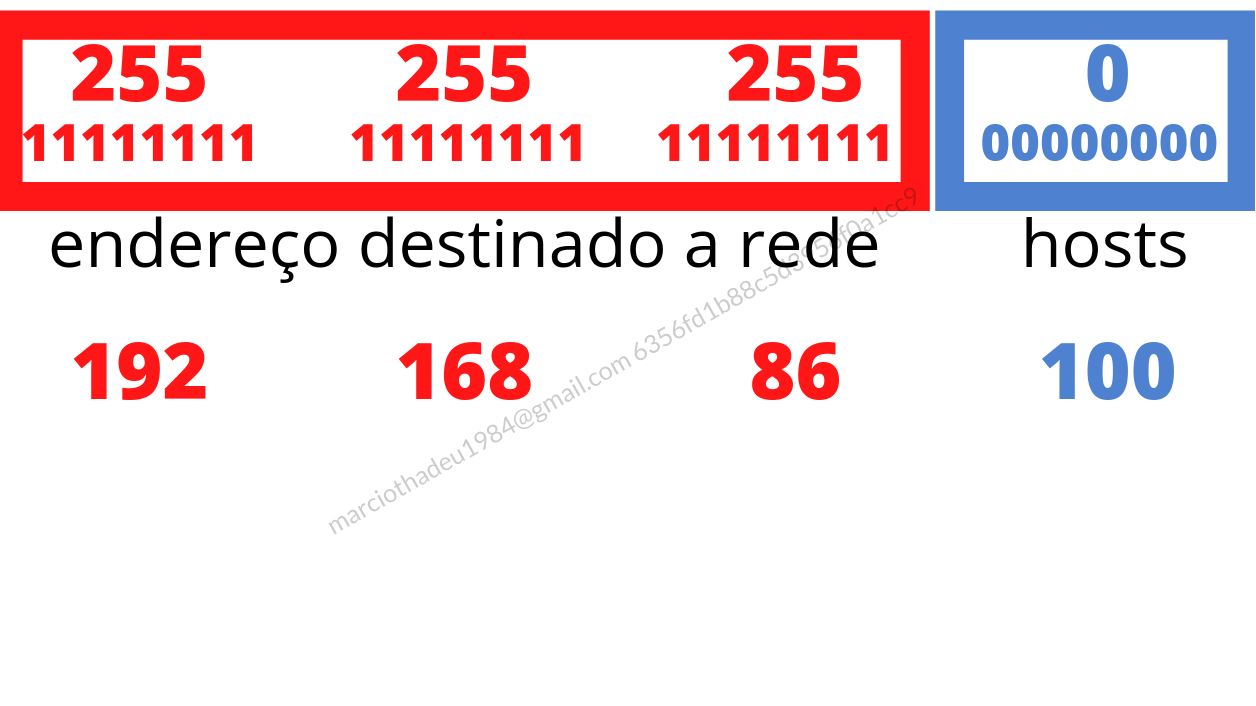 255 255 255 0
11111111 11111111 11111111 00000000
endereço destinado a rede hosts
192 168 86 100
marciothadeu1984@gmail.com